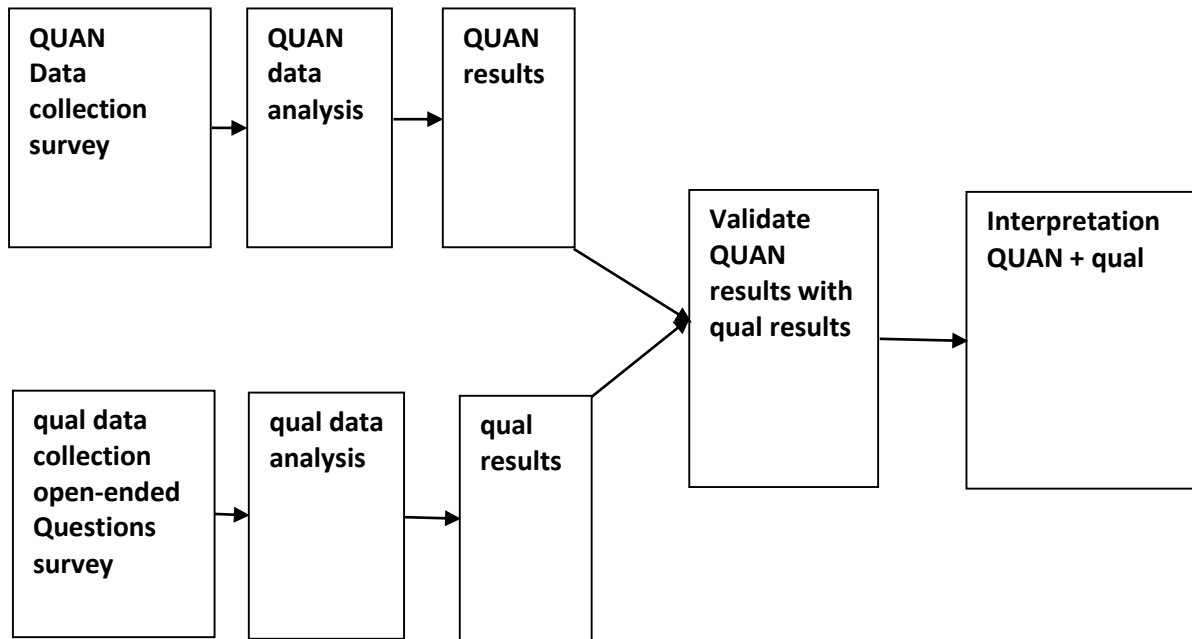 QUAN
Data
collection
survey
QUAN
data
analysis
QUAN
results
Validate
QUAN
results with
qual results
Interpretation
QUAN + qual
qual data
collection
open-ended
Questions
survey
qual data
analysis
qual
results